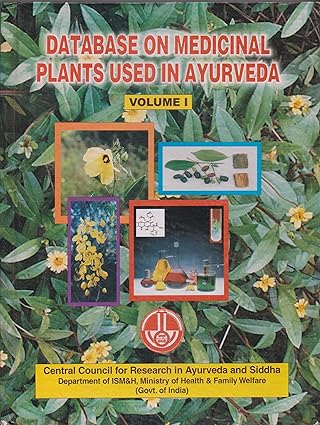 DATABASE ON MEDICINAL
PLANTS USED IN AYURVEDA
VOLUME I
Central Council for Research in Ayurveda and Siddha
Department of ISM&H, Ministry of Health & Family Welfare
(Govt. of India)